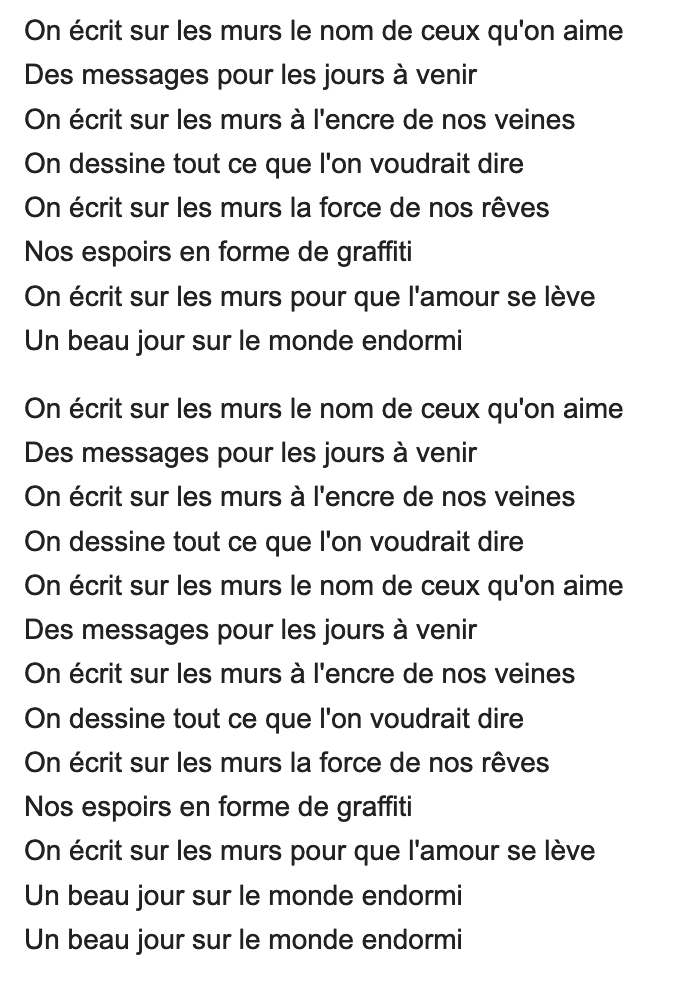 On écrit sur les murs le nom de ceux qu'on aime
Des messages pour les jours à venir
On écrit sur les murs à l'encre de nos veines
On dessine tout ce que l'on voudrait dire
On écrit sur les murs la force de nos rêves
Nos espoirs en forme de graffiti
On écrit sur les murs pour que l'amour se lève
Un beau jour sur le monde endormi
On écrit sur les murs le nom de ceux qu'on aime
Des messages pour les jours à venir
On écrit sur les murs à l'encre de nos veines
On dessine tout ce que l'on voudrait dire
On écrit sur les murs le nom de ceux qu'on aime
Des messages pour les jours à venir
On écrit sur les murs à l'encre de nos veines
On dessine tout ce que l'on voudrait dire
On écrit sur les murs la force de nos rêves
Nos espoirs en forme de graffiti
On écrit sur les murs pour que l'amour se lève
Un beau jour sur le monde endormi
Un beau jour sur le monde endormi